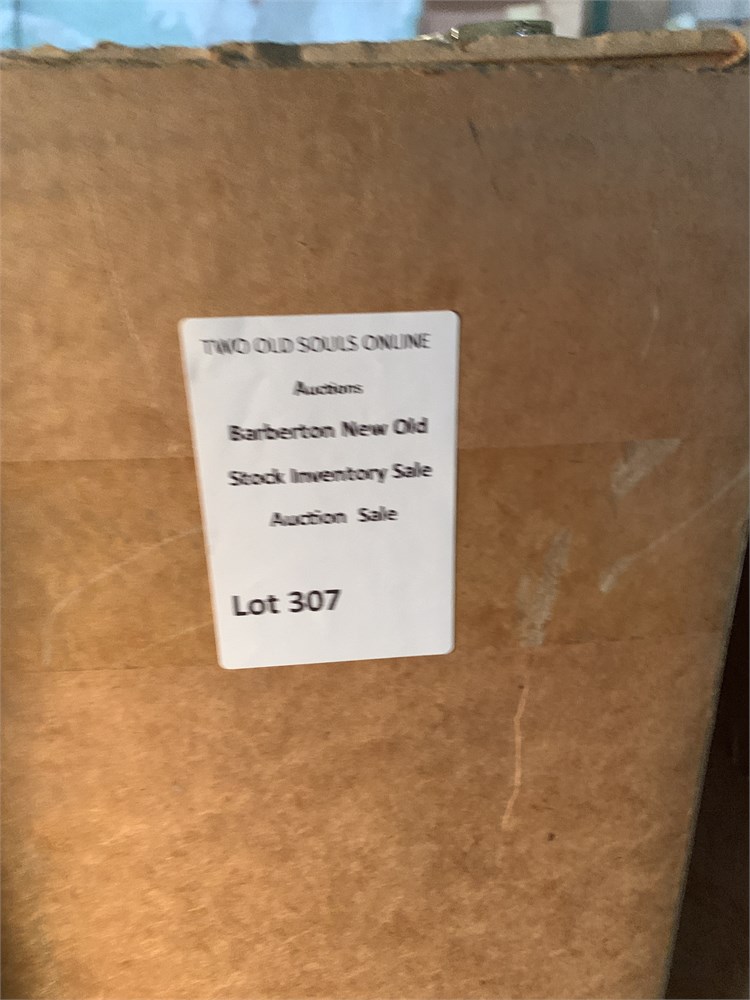 TWO OLD SOULS ONLINE
Auctions
Barberton New Old
Stock Inventory Sale
Auction Sale
Lot 307